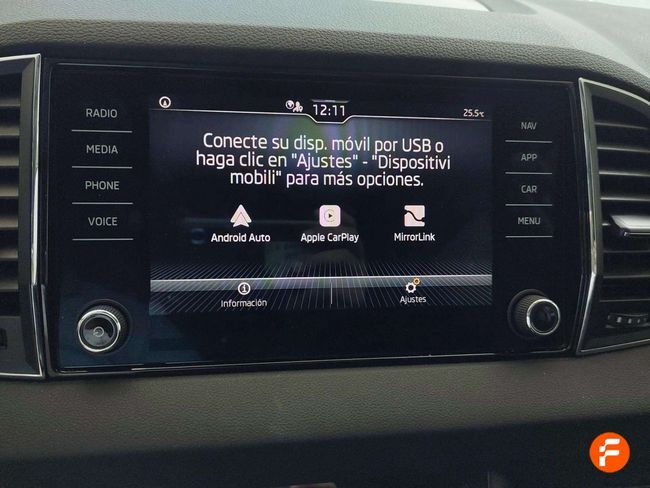 12:11
25.5°C
RADIO
MEDIA
PHONE
VOICE
Conecte su disp. móvil por USB o
haga clic en "Ajustes" - "Dispositivi
mobili" para más opciones.
Android Auto
Apple CarPlay
MirrorLink
Información
Ajustes
NAV
APP
CAR
MENU